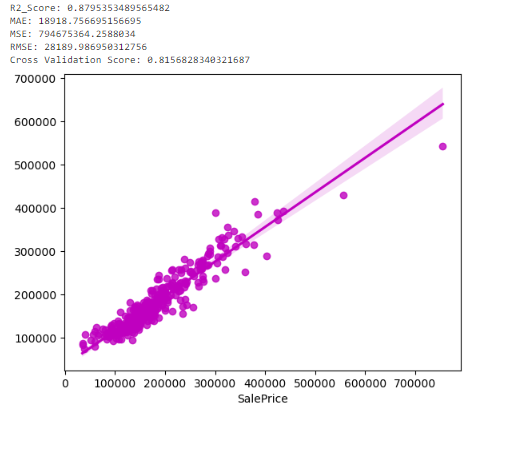 R2_Score: 0.8795353489565482
MAE: 18918.756695156695
MSE: 794675364.2588034
RMSE: 28189.986950312756
Cross Validation Score: 0.8156828340321687
700000
600000
500000
400000
300000
200000
100000
0 100000 200000 300000 400000 500000 600000 700000
SalePrice